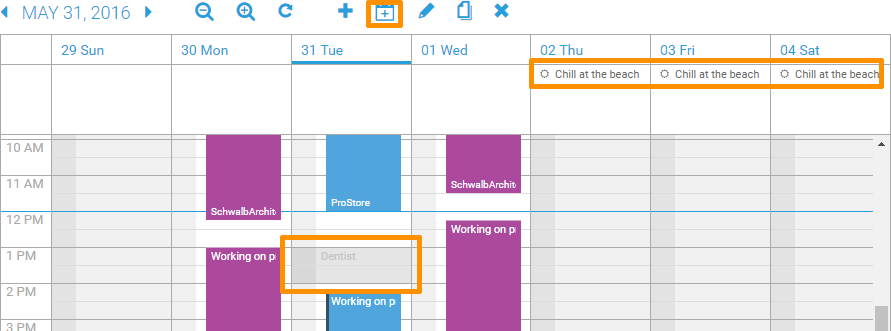 MAY 31, 2016
29 Sun 30 Mon 31 Tue 01 Wed 02 Thu 03 Fri 04 Sat
Chill at the beach Chill at the beach Chill at the beach
10 AM
11 AM
SchwalbArchite
SchwalbArchite
ProStore
12 PM
Working on p
1 PM
Working on p
Dentist
2 PM
Working on p
3 PM